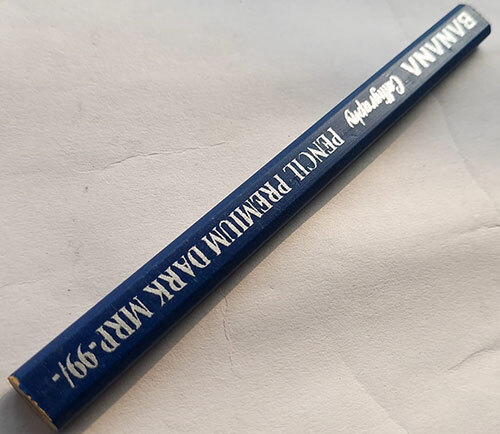 BANANA Calligraphy PENCIL PREMIUM DARK MRP.99/-